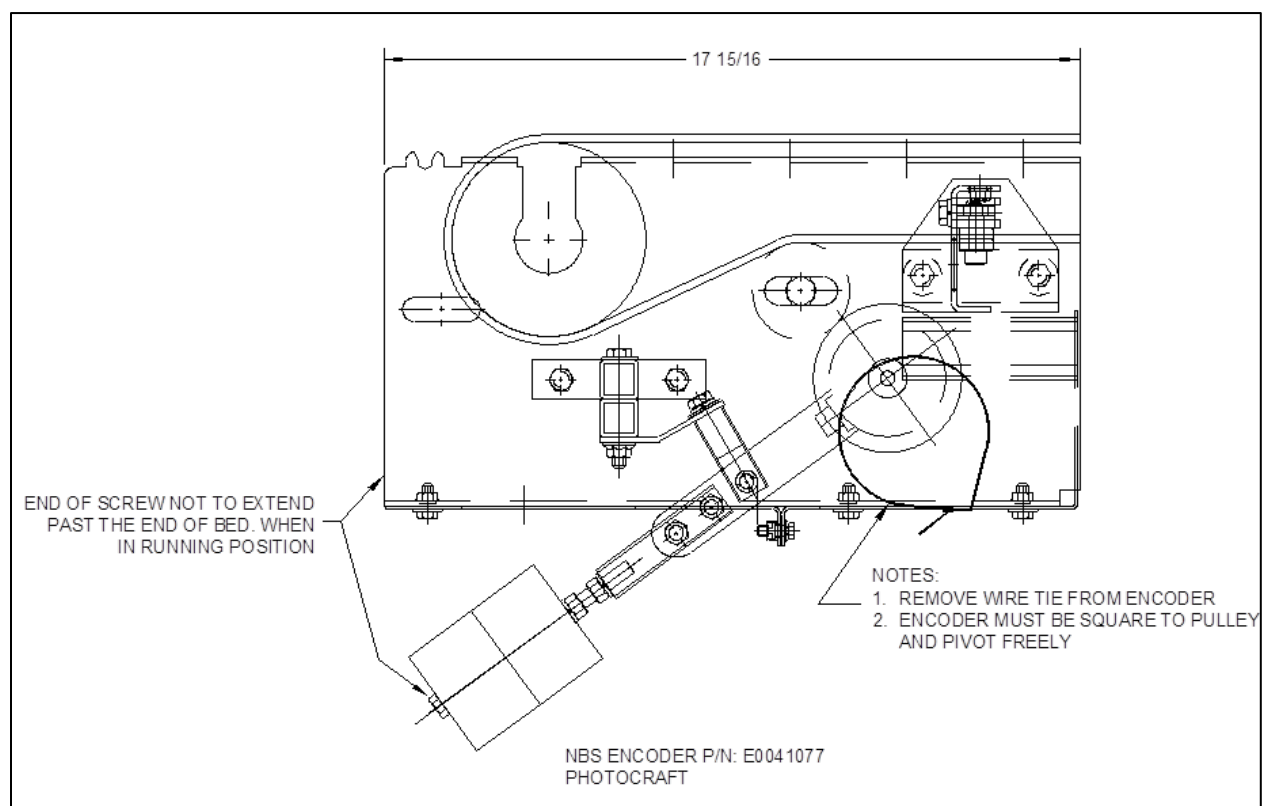 17 15/16
END OF SCREW NOT TO EXTEND
PAST THE END OF BED. WHEN
IN RUNNING POSITION
NOTES:
1. REMOVE WIRE TIE FROM ENCODER
2. ENCODER MUST BE SQUARE TO PULLEY
AND PIVOT FREELY
NBS ENCODER P/N: E0041077
PHOTOCRAFT